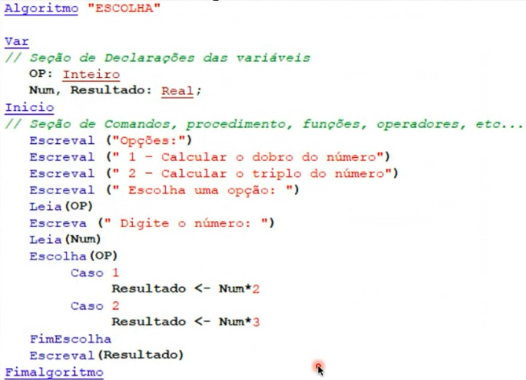 Algoritmo "ESCOLHA"
Var
// Seção de Declarações das variáveis
OP: Inteiro
Num, Resultado: Real;
Inicio
// Seção de Comandos, procedimento, funções, operadores, etc...
Escreval ("Opções:")
Escreval (" 1 - Calcular o dobro do número")
Escreval (" 2 - Calcular o triplo do número")
Escreval (" Escolha uma opção: ")
Leia(OP)
Escreva (" Digite o número: ")
Leia(Num)
Escolha(OP)
Caso 1
Resultado <- Num*2
Caso 2
Resultado <- Num*3
FimEscolha
Escreval(Resultado)
Fimalgoritmo